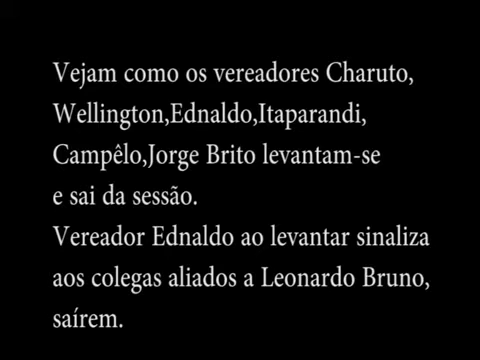 Vejam como os vereadores Charuto,
Wellington,Ednaldo,Itaparandi,
Campêlo,Jorge Brito levantam-se
e sai da sessão.
Vereador Ednaldo ao levantar sinaliza
aos colegas aliados a Leonardo Bruno,
saírem.